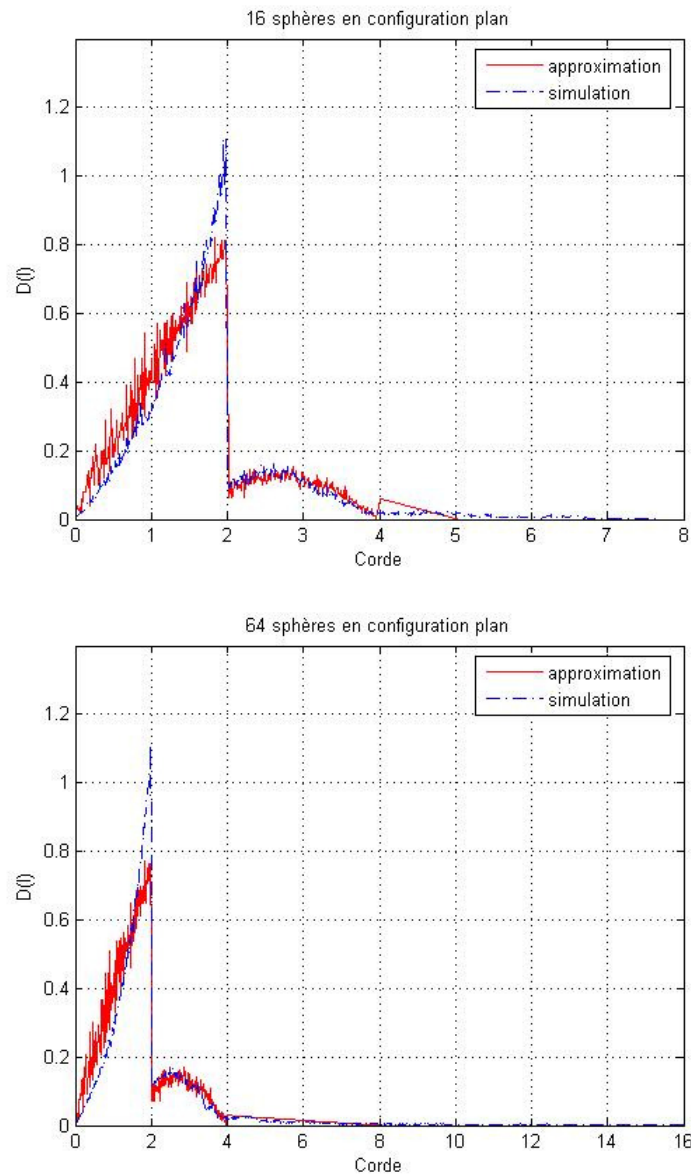 16 sphères en configuration plan
approximation
simulation
1.2
1
0.8
0.6
0.4
0.2
0
D(l)
0 1 2 3 4 5 6 7 8
Corde
64 sphères en configuration plan
approximation
simulation
1.2
1
0.8
0.6
0.4
0.2
0
D(l)
0 2 4 6 8 10 12 14 16
Corde